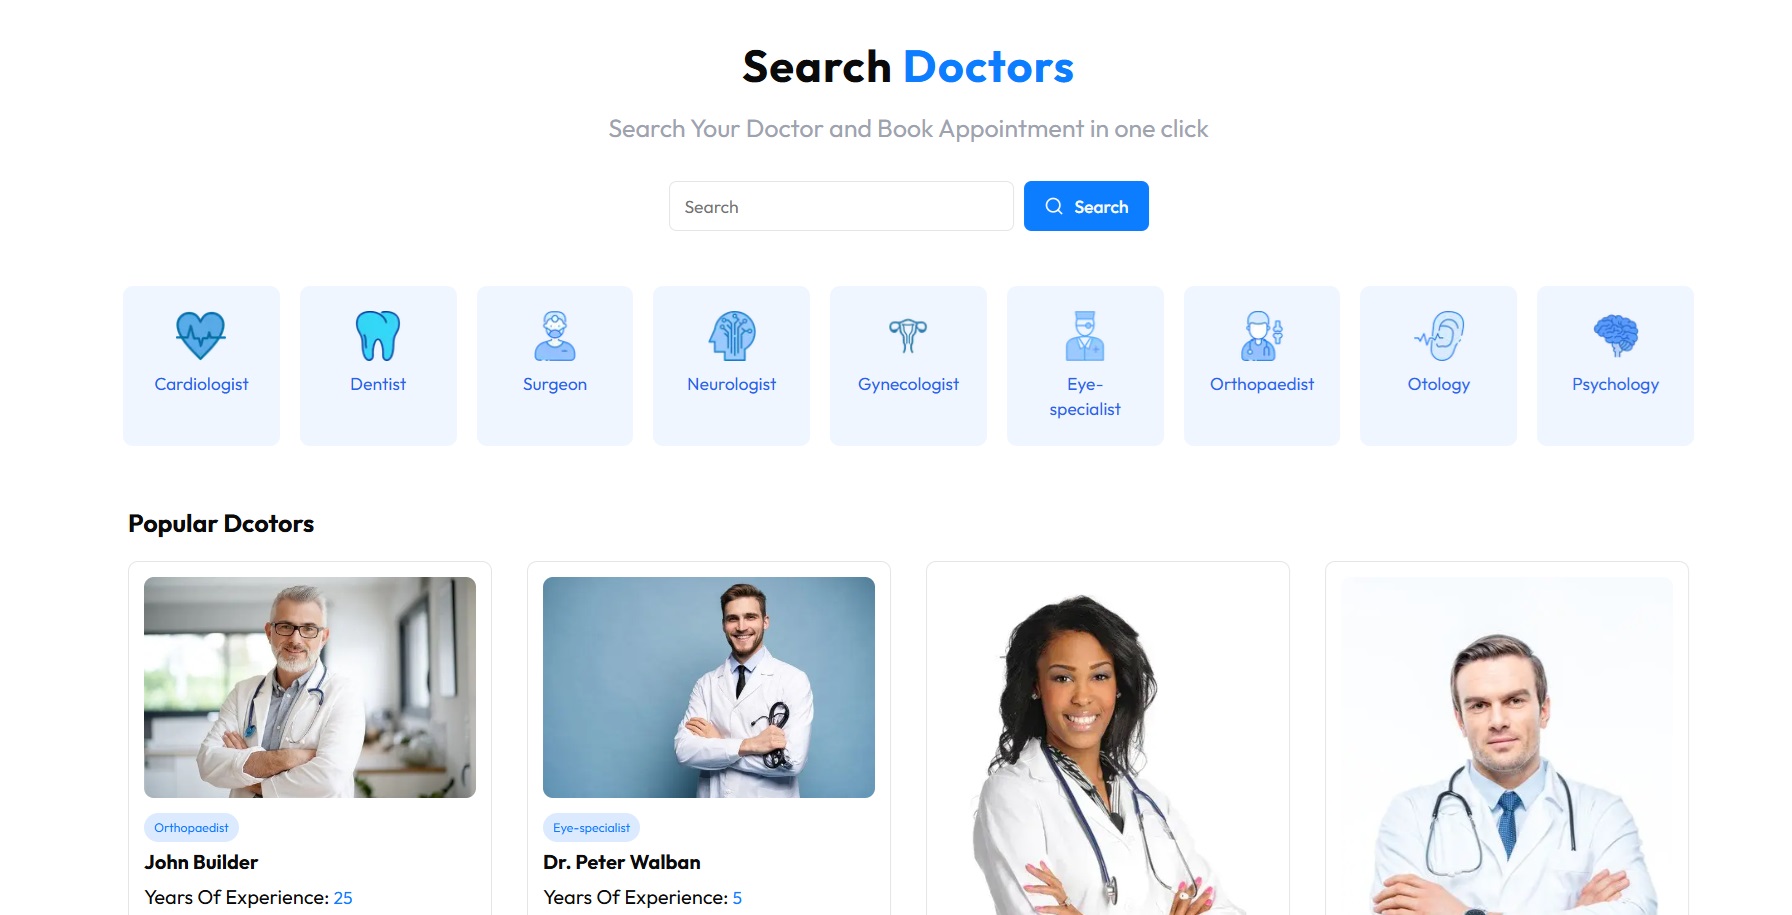 Search Doctors
Search Your Doctor and Book Appointment in one click
Search
Search
Cardiologist
Dentist
Surgeon
Neurologist
Gynecologist
Eye-
specialist
Orthopaedist
Otology
Psychology
Popular Dcotors
Orthopaedist
John Builder
Years Of Experience: 25
Eye-specialist
Dr. Peter Walban
Years Of Experience: 5